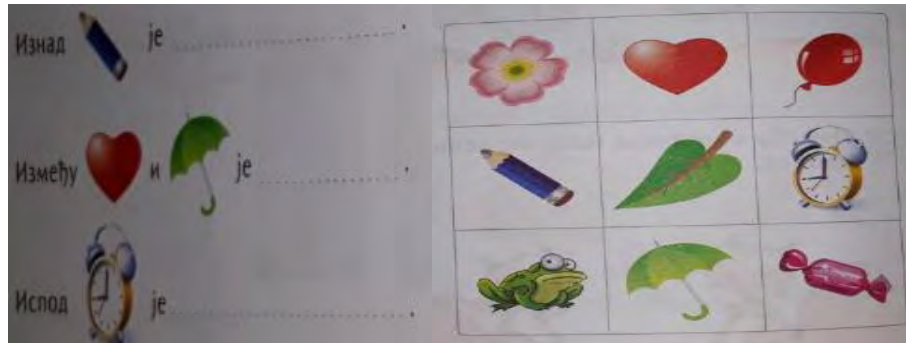 Изнад је ........................ .
Између и је ........................ .
Испод је ........................ .